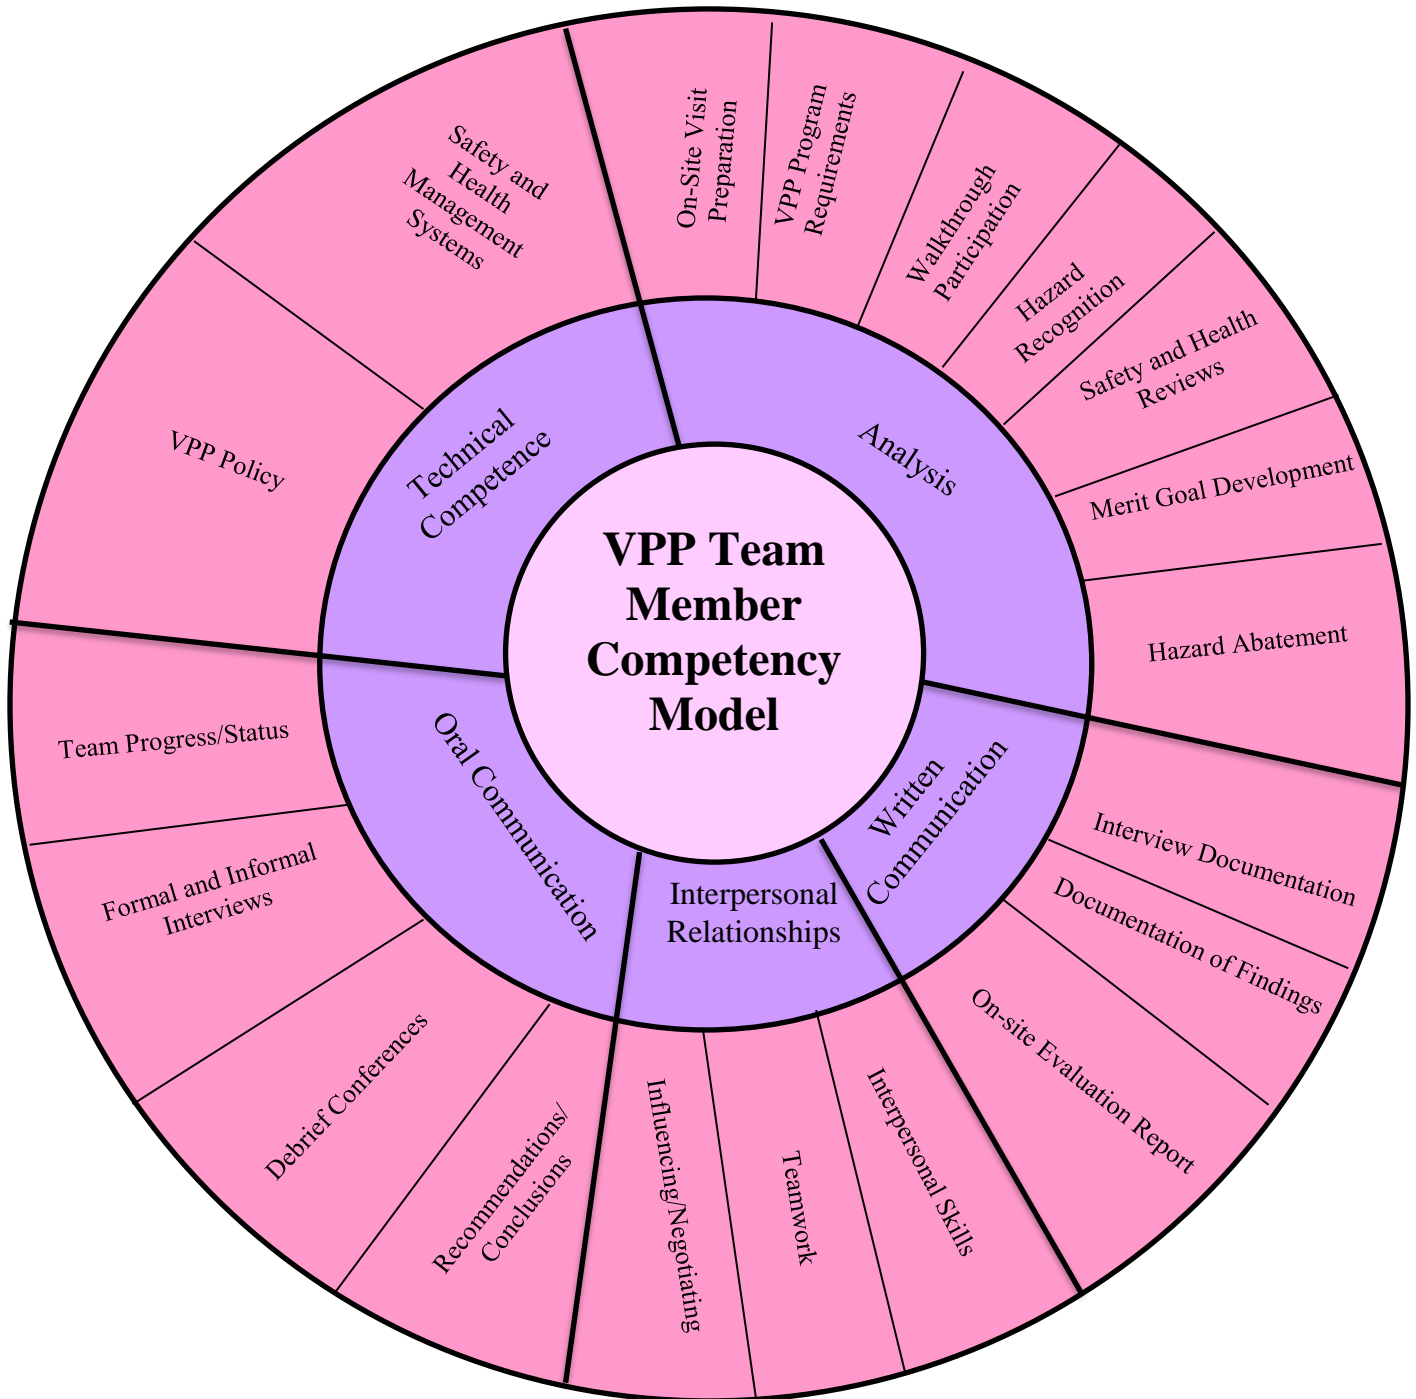 VPP Team
Member
Competency
Model
Technical
Competence
Analysis
Written
Communication
Interpersonal
Relationships
Oral Communication
Safety and
Health
Management
Systems
VPP Policy
On-Site Visit
Preparation
VPP Program
Requirements
Walkthrough
Participation
Hazard
Recognition
Safety and Health
Reviews
Merit Goal Development
Hazard Abatement
Interview Documentation
Documentation of Findings
On-site Evaluation Report
Interpersonal Skills
Teamwork
Influencing/Negotiating
Recommendations/
Conclusions
Debrief Conferences
Formal and Informal
Interviews
Team Progress/Status